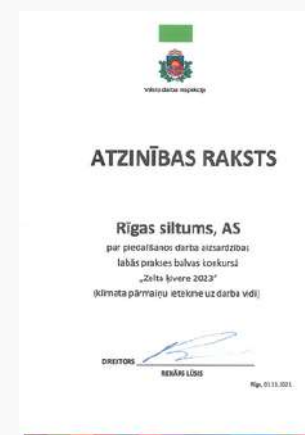 Valsts darba inspekcija
ATZINĪBAS RAKSTS
Rīgas siltums, AS
par piedalīšanos darba aizsardzības
labās prakses balvas konkursā
„Zelta ķivere 2023”
(klimata pārmaiņu ietekme uz darba vidi)
DIREKTORS
RENĀRS LŪSIS
Rīga,